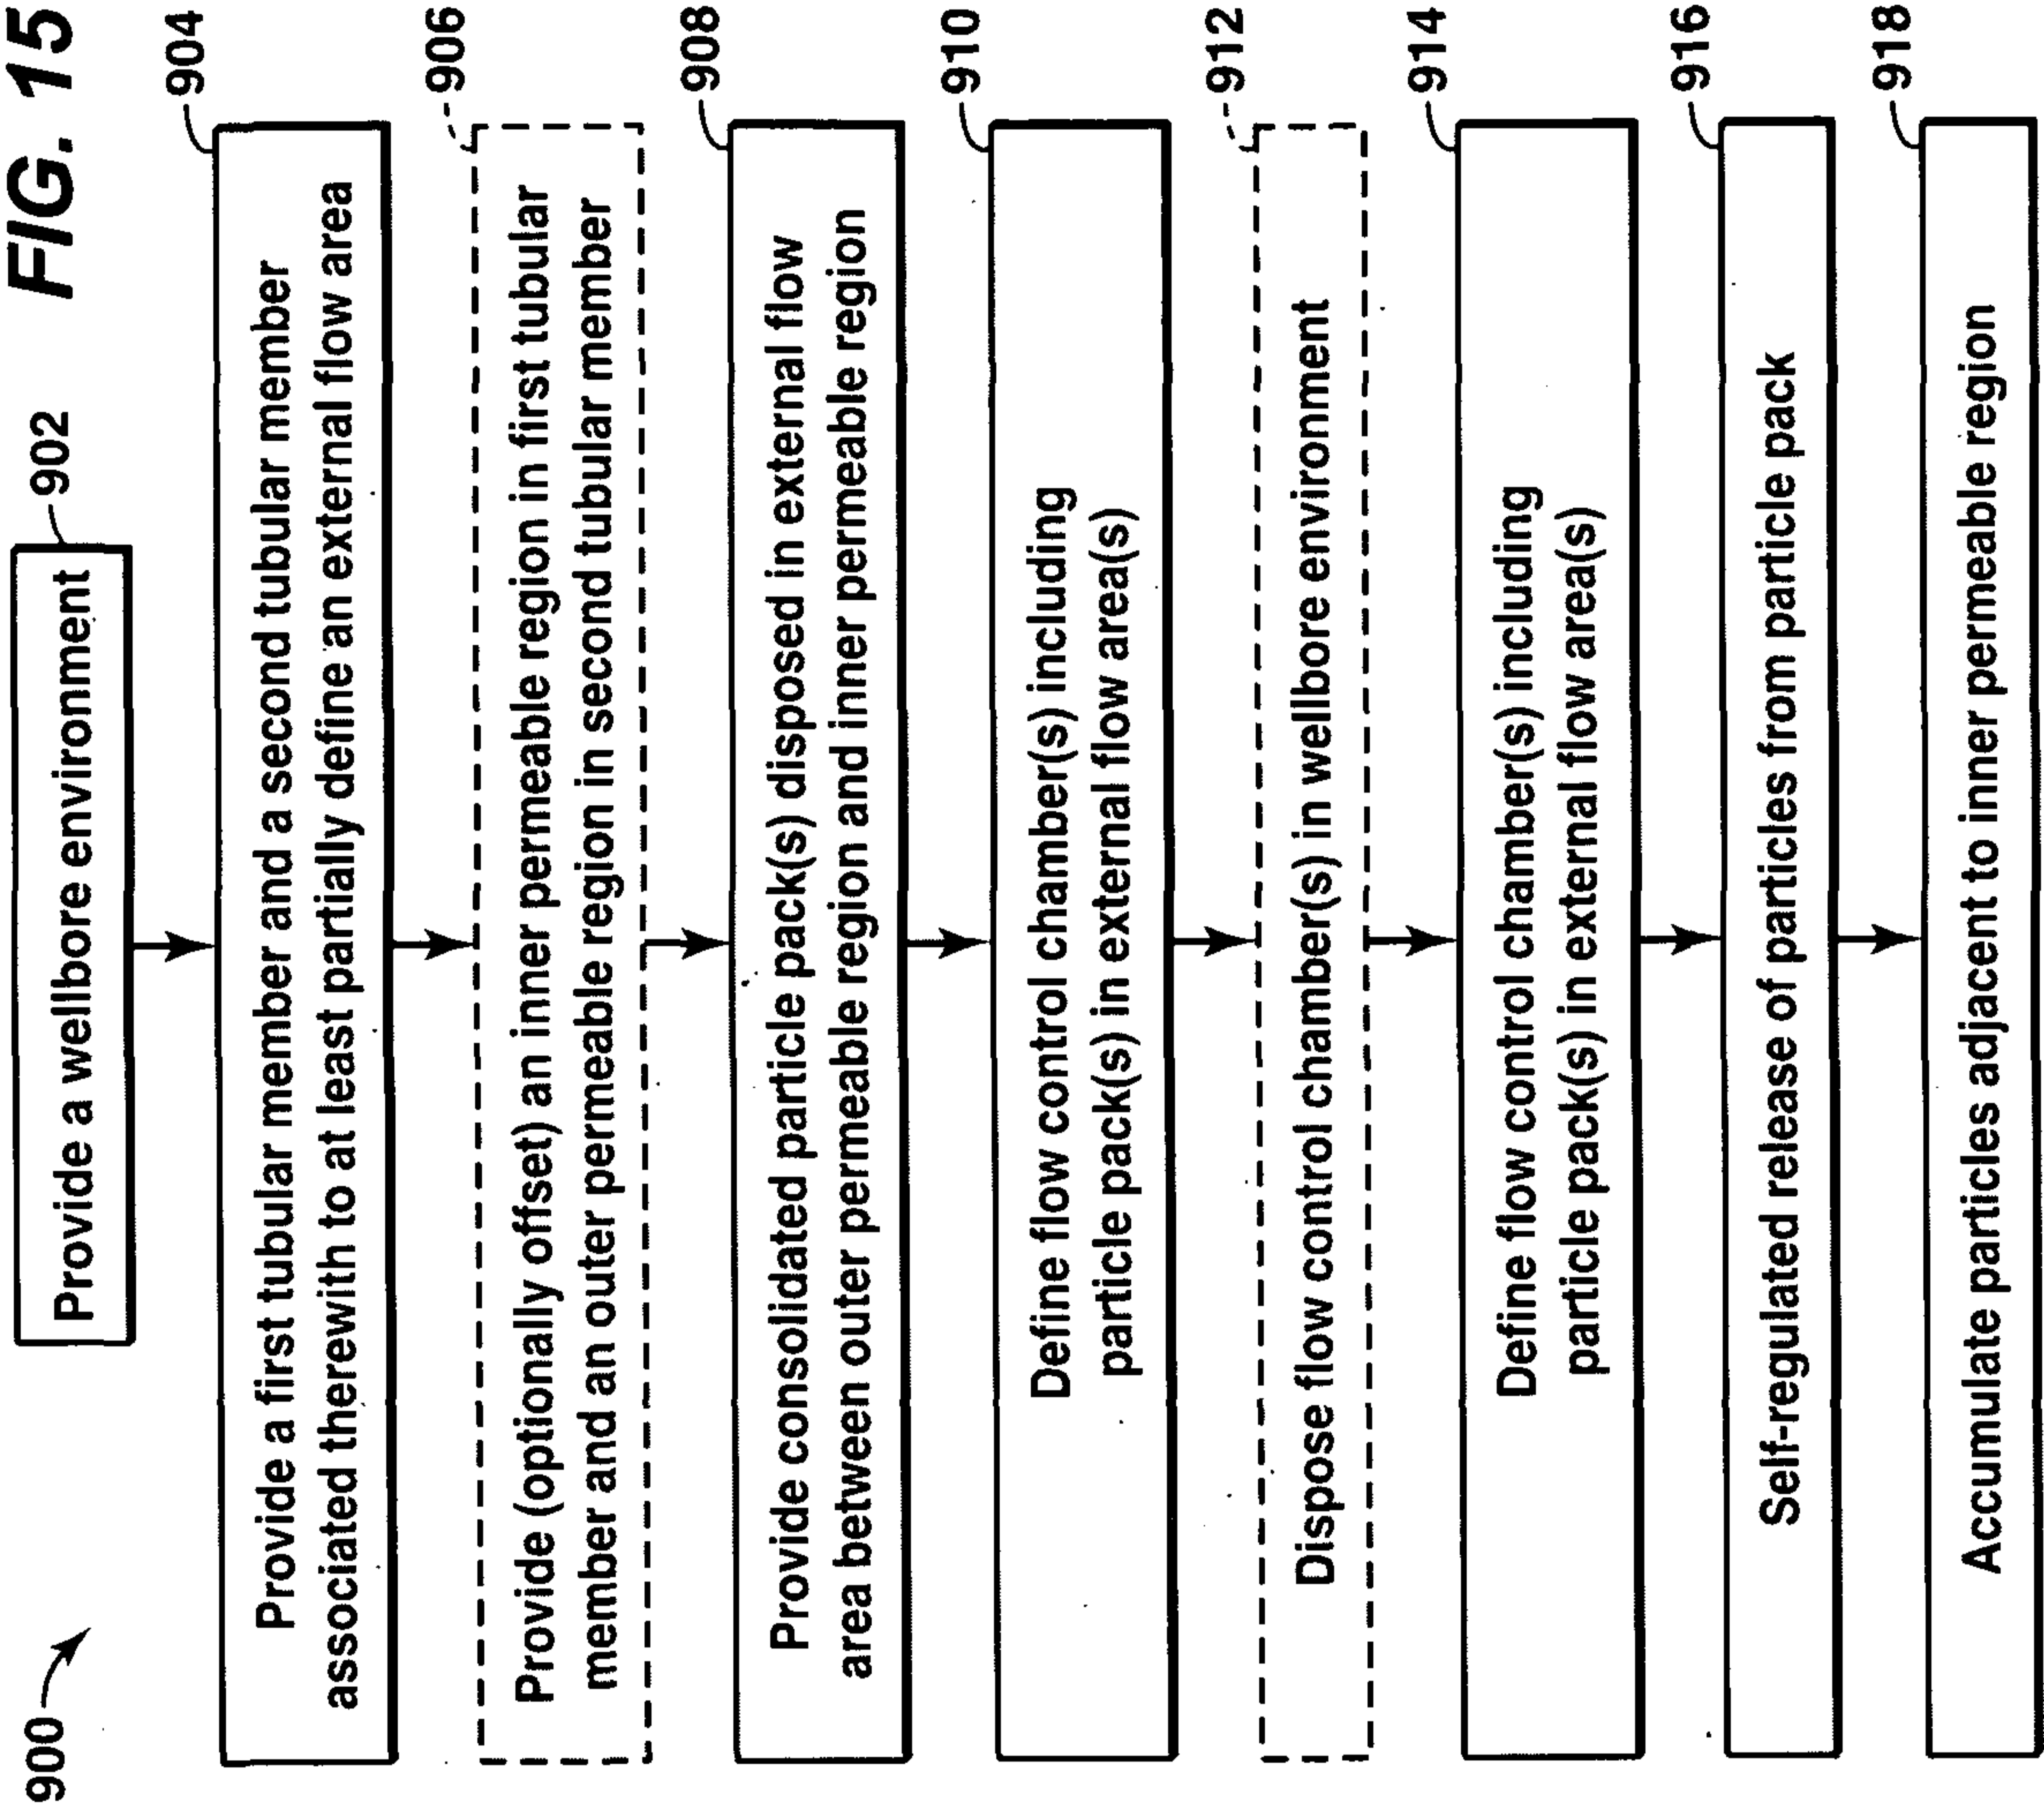 FIG. 15
900
Provide a wellbore environment
902
904
Provide a first tubular member and a second tubular member
associated therewith to at least partially define an external flow area
906
Provide (optionally offset) an inner permeable region in first tubular
member and an outer permeable region in second tubular member
908
Provide consolidated particle pack(s) disposed in external flow
area between outer permeable region and inner permeable region
910
Define flow control chamber(s) including
particle pack(s) in external flow area(s)
912
Dispose flow control chamber(s) in wellbore environment
914
Define flow control chamber(s) including
particle pack(s) in external flow area(s)
916
Self-regulated release of particles from particle pack
918
Accumulate particles adjacent to inner permeable region